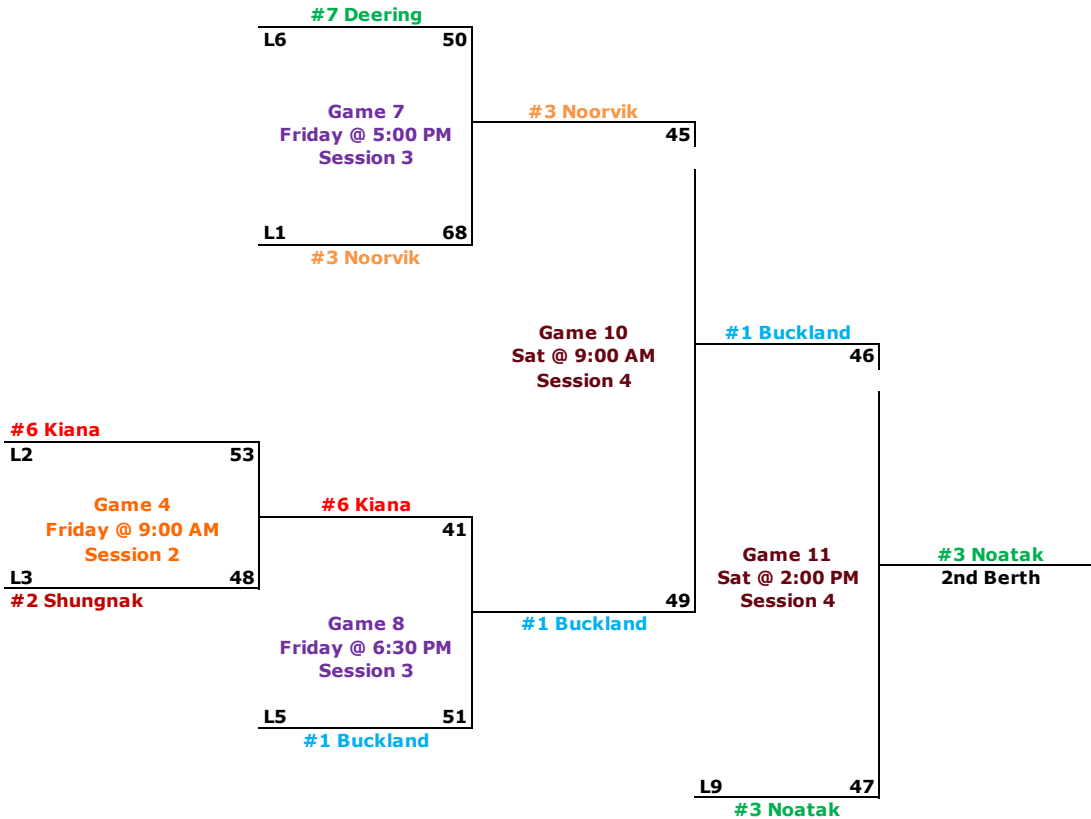 #7 Deering
L6 50
Game 7
Friday @ 5:00 PM
Session 3
#3 Noorvik
45
L1 68
#3 Noorvik
Game 10
Sat @ 9:00 AM
Session 4
#1 Buckland
46
#6 Kiana
L2 53
Game 4
Friday @ 9:00 AM
Session 2
L3 48
#2 Shungnak
#6 Kiana
41
Game 8
Friday @ 6:30 PM
Session 3
49
#1 Buckland
L5 51
#1 Buckland
Game 11
Sat @ 2:00 PM
Session 4
#3 Noatak
2nd Berth
L9 47
#3 Noatak